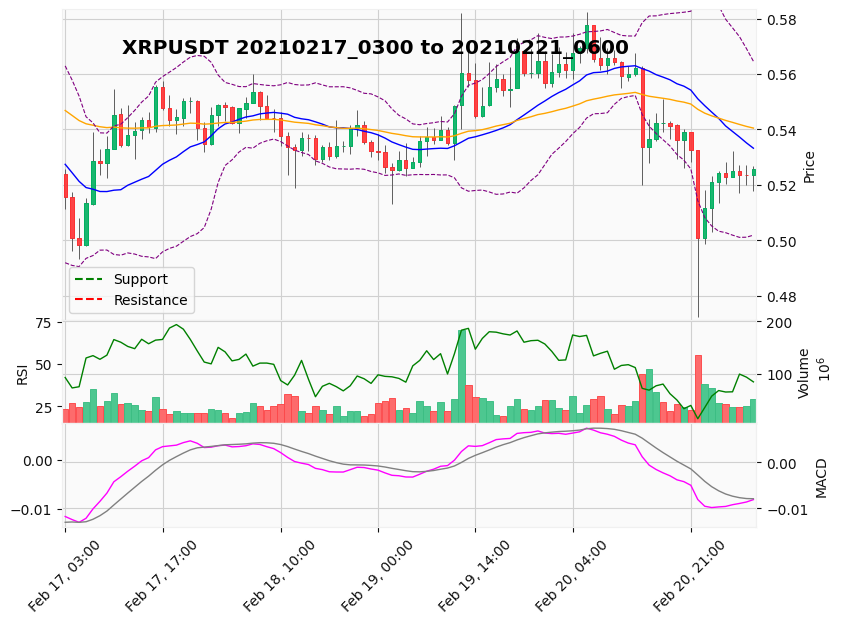 XRPUSDT 20210217_0300 to 20210221_0600
0.58
0.56
0.54
0.52
0.50
0.48
Price
Support
Resistance
75
50
25
RSI
200
100
Volume
10^6
0.00
−0.01
0.00
−0.01
MACD
Feb 17, 03:00
Feb 17, 17:00
Feb 18, 10:00
Feb 19, 00:00
Feb 19, 14:00
Feb 20, 04:00
Feb 20, 21:00